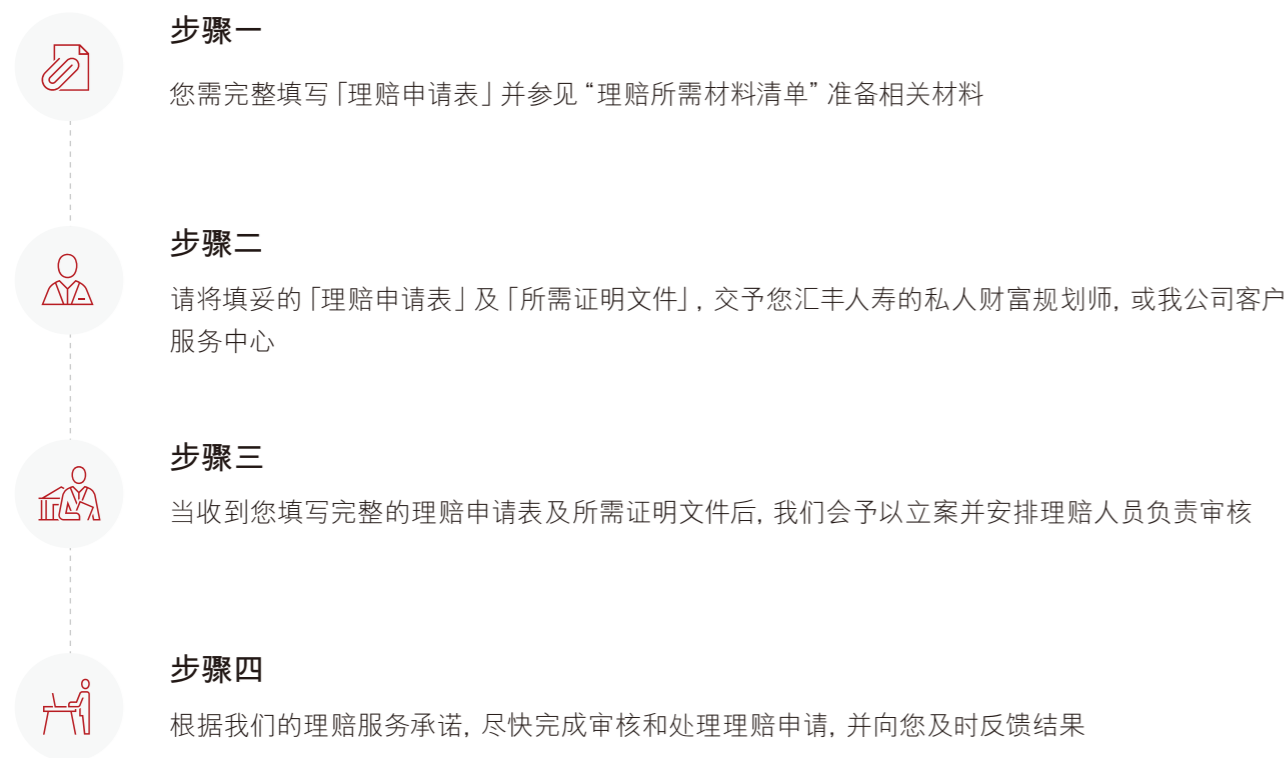 步骤一
您需完整填写「理赔申请表」并参见“理赔所需材料清单”准备相关材料
步骤二
请将填妥的「理赔申请表」及「所需证明文件」, 交予您汇丰人寿的私人财富规划师, 或我公司客户
服务中心
步骤三
当收到您填写完整的理赔申请表及所需证明文件后, 我们会予以立案并安排理赔人员负责审核
步骤四
根据我们的理赔服务承诺, 尽快完成审核和处理理赔申请, 并向您及时反馈结果